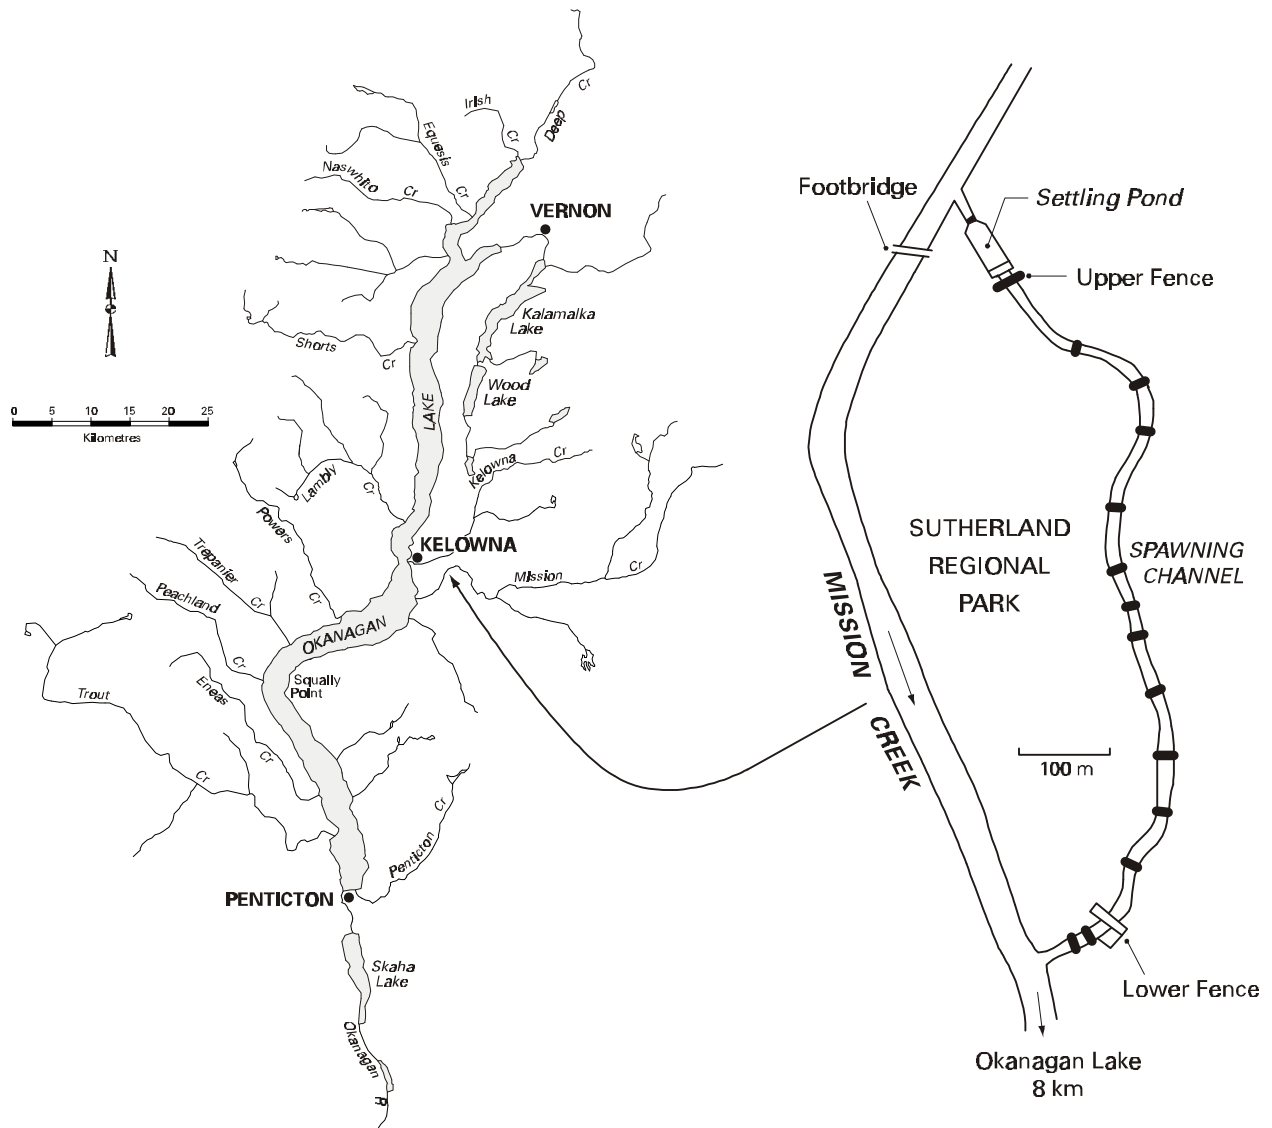 Irish
Cr
Deep
Cr
Equesis
Cr
Naswhito
Cr
VERNON
N
Kalamalka
Lake
Shorts
Cr
Wood
Lake
LAKE
0 5 10 15 20 25
Kilometres
Kelowna
Cr
Lambly
Cr
Powers
Cr
KELOWNA
Trepanier
Cr
Mission
Cr
Peachland
Cr
OKANAGAN
Squally
Point
Eneas
Cr
Trout
Cr
Penticton
Cr
PENTICTON
Skaha
Lake
Okanagan
R
Footbridge
Settling Pond
Upper Fence
SUTHERLAND
REGIONAL
PARK
SPAWNING
CHANNEL
MISSION
CREEK
100 m
Lower Fence
Okanagan Lake
8 km